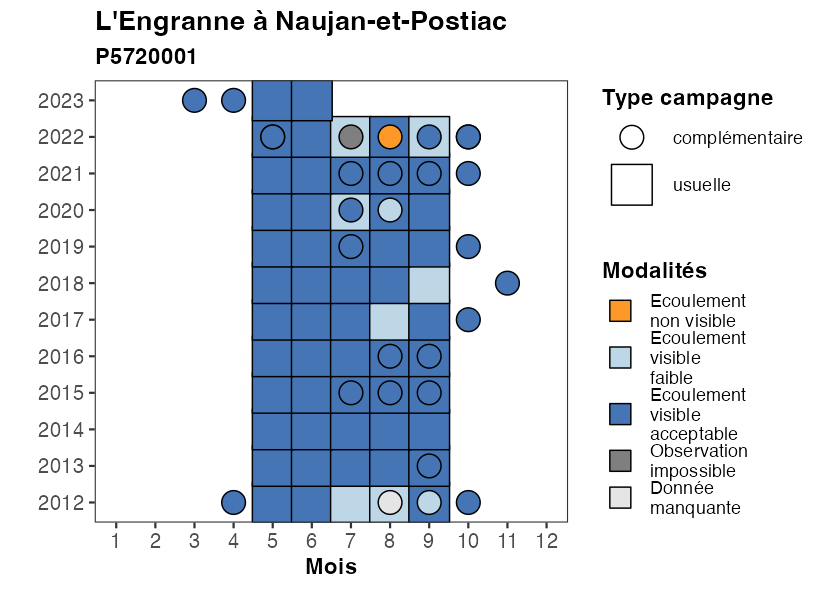 L'Engranne à Naujan-et-Postiac
P5720001
2023
2022
2021
2020
2019
2018
2017
2016
2015
2014
2013
2012
1 2 3 4 5 6 7 8 9 10 11 12
Mois
Type campagne
complémentaire
usuelle
Modalités
Ecoulement
non visible
Ecoulement
visible
faible
Ecoulement
visible
acceptable
Observation
impossible
Donnée
manquante